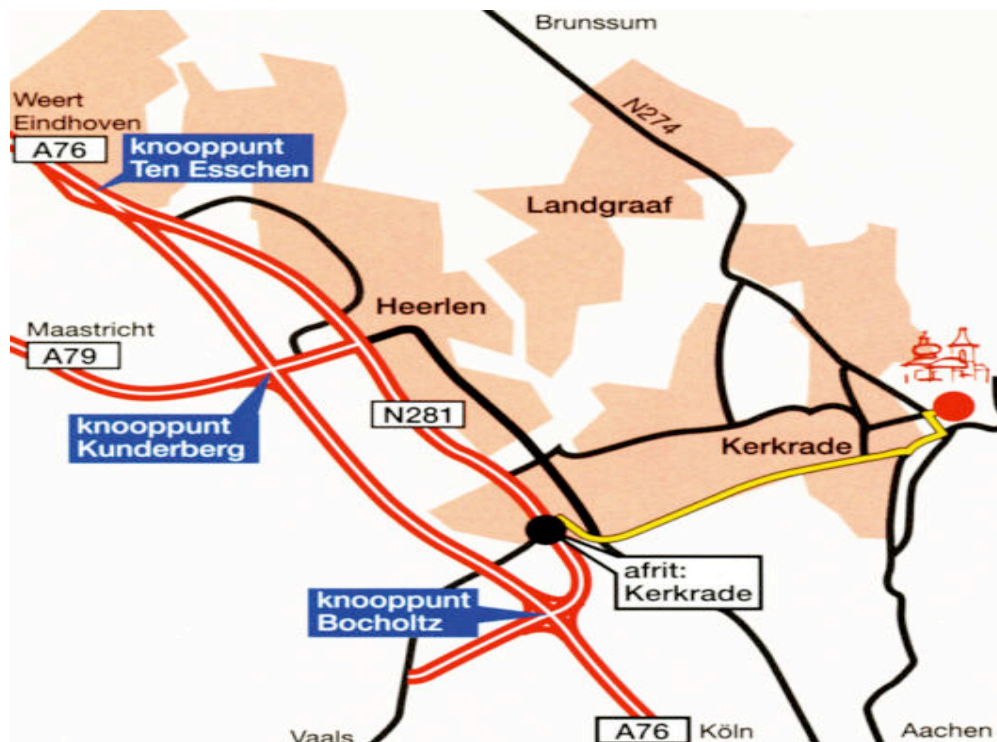 Brunssum
Weert
Eindhoven
A76
knooppunt
Ten Esschen
N274
Landgraaf
Heerlen
Maastricht
A79
N281
knooppunt
Kunderberg
Kerkrade
afrit:
Kerkrade
knooppunt
Bocholtz
Vaals
A76
Köln
Aachen